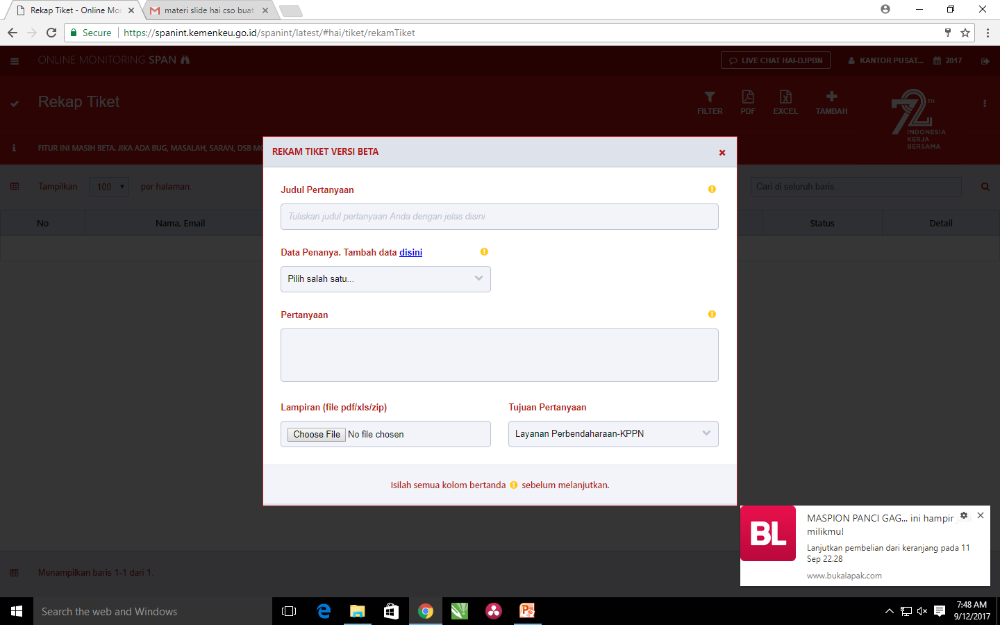 Rekap Tiket - Online Mo
materi slide hai cso buat
Secure
https://spanint.kemenkeu.go.id/spanint/latest/#hai/tiket/rekamTiket
ONLINE MONITORING SPAN
LIVE CHAT HAI-DJPBN
KANTOR PUSAT...
2017
Rekap Tiket
FILTER
PDF
EXCEL
TAMBAH
72 TH
INDONESIA
KERJA
BERSAMA
FITUR INI MASIH BETA. JIKA ADA BUG, MASALAH, SARAN, DSB
REKAM TIKET VERSI BETA
Tampilkan 100 per halaman.
Cari di seluruh baris...
No
Nama, Email
Status
Detail
Judul Pertanyaan
Tuliskan judul pertanyaan Anda dengan jelas disini
Data Penanya. Tambah data disini
Pilih salah satu...
Pertanyaan
Lampiran (file pdf/xls/zip)
Tujuan Pertanyaan
Choose File No file chosen
Layanan Perbendaharaan-KPPN
Isilah semua kolom bertanda sebelum melanjutkan.
BL
MASPION PANCI GAG... ini hampir
milikmu!
Lanjutkan pembelian dari keranjang pada 11
Sep 22.28
www.bukalapak.com
Menampilkan baris 1-1 dari 1.
Search the web and Windows
7:48 AM
9/12/2017